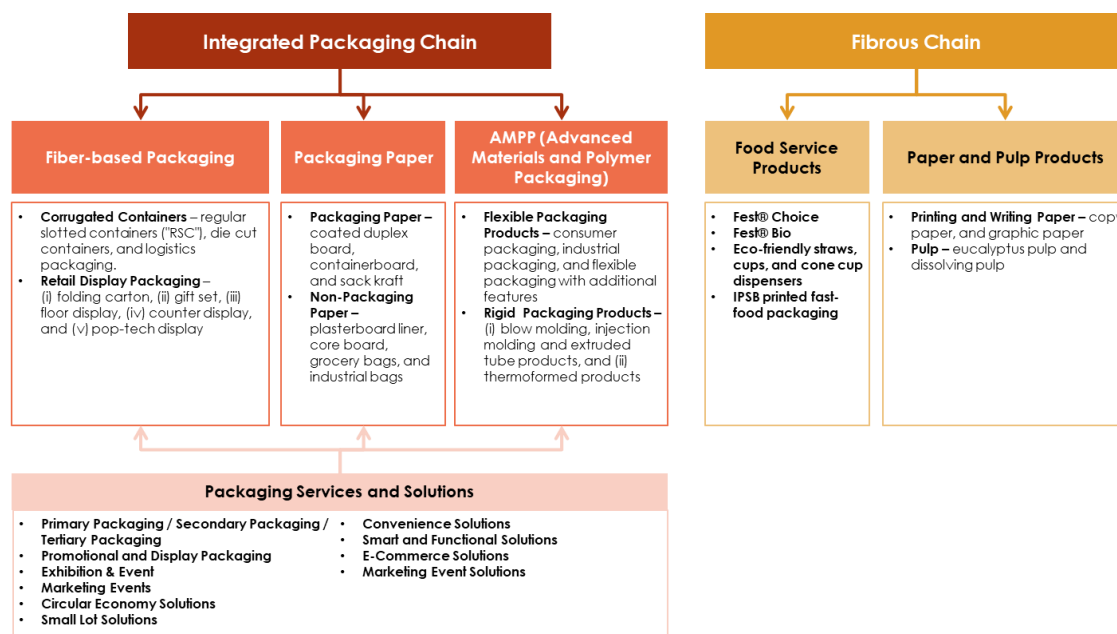 Integrated Packaging Chain
Fibrous Chain
Fiber-based Packaging
Packaging Paper
AMPP (Advanced
Materials and Polymer
Packaging)
Food Service
Products
Paper and Pulp Products
• Corrugated Containers – regular
slotted containers ("RSC"), die cut
containers, and logistics
packaging.
• Retail Display Packaging –
(i) folding carton, (ii) gift set, (iii)
floor display, (iv) counter display,
and (v) pop-tech display
• Packaging Paper –
coated duplex
board,
containerboard,
and sack kraft
• Non-Packaging
Paper –
plasterboard liner,
core board,
grocery bags, and
industrial bags
• Flexible Packaging
Products – consumer
packaging, industrial
packaging, and flexible
packaging with additional
features
• Rigid Packaging Products –
(i) blow molding, injection
molding and extruded
tube products, and (ii)
thermoformed products
• Fest® Choice
• Fest® Bio
• Eco-friendly straws,
cups, and cone cup
dispensers
• IPSB printed fast-
food packaging
• Printing and Writing Paper – copy
paper, and graphic paper
• Pulp – eucalyptus pulp and
dissolving pulp
Packaging Services and Solutions
• Primary Packaging / Secondary Packaging /
Tertiary Packaging
• Promotional and Display Packaging
• Exhibition & Event
• Marketing Events
• Circular Economy Solutions
• Small Lot Solutions
• Convenience Solutions
• Smart and Functional Solutions
• E-Commerce Solutions
• Marketing Event Solutions